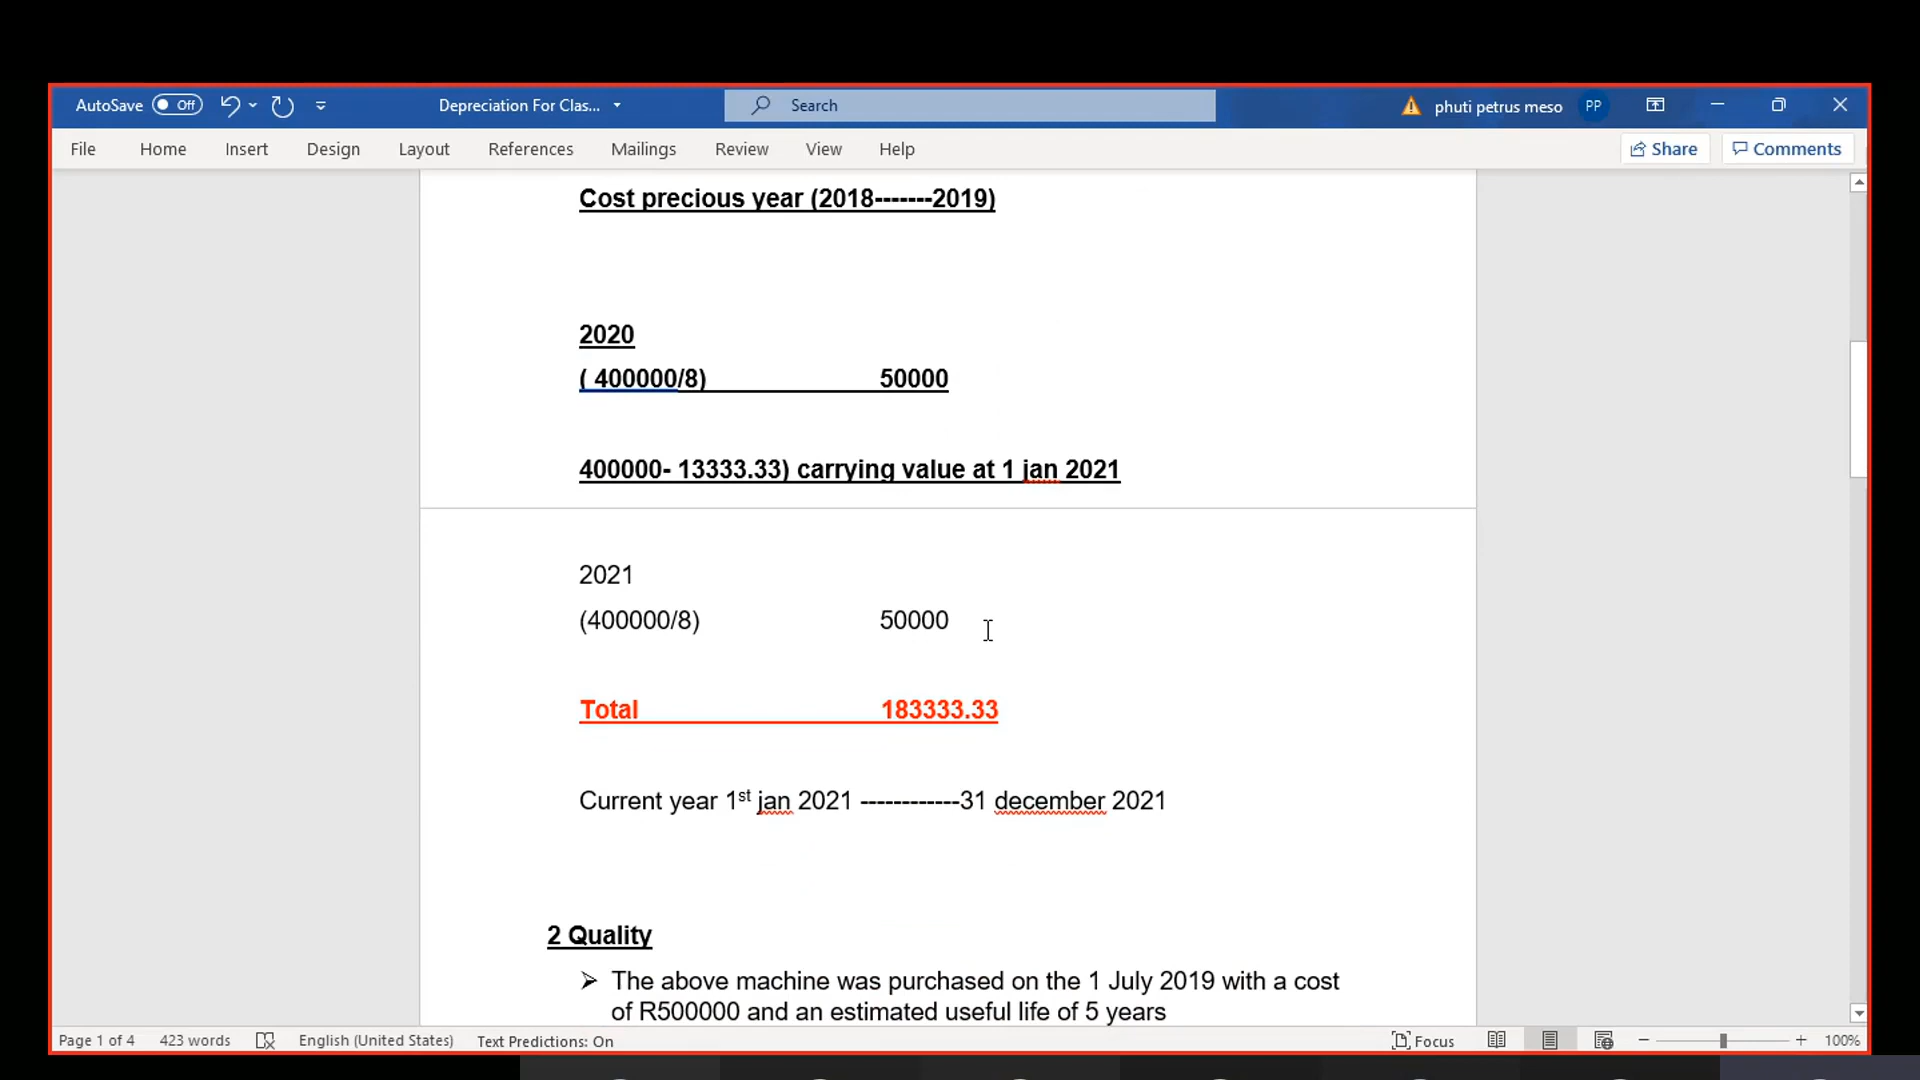 AutoSave Off Depreciation For Clas... Search phuti petrus meso PP
File Home Insert Design Layout References Mailings Review View Help Share Comments
Cost precious year (2018-------2019)
2020
( 400000/8) 50000
400000- 13333.33) carrying value at 1 jan 2021
2021
(400000/8) 50000
Total 183333.33
Current year 1st jan 2021 ------------31 december 2021
2 Quality
➢ The above machine was purchased on the 1 July 2019 with a cost
of R500000 and an estimated useful life of 5 years
Page 1 of 4 423 words English (United States) Text Predictions: On Focus 100%